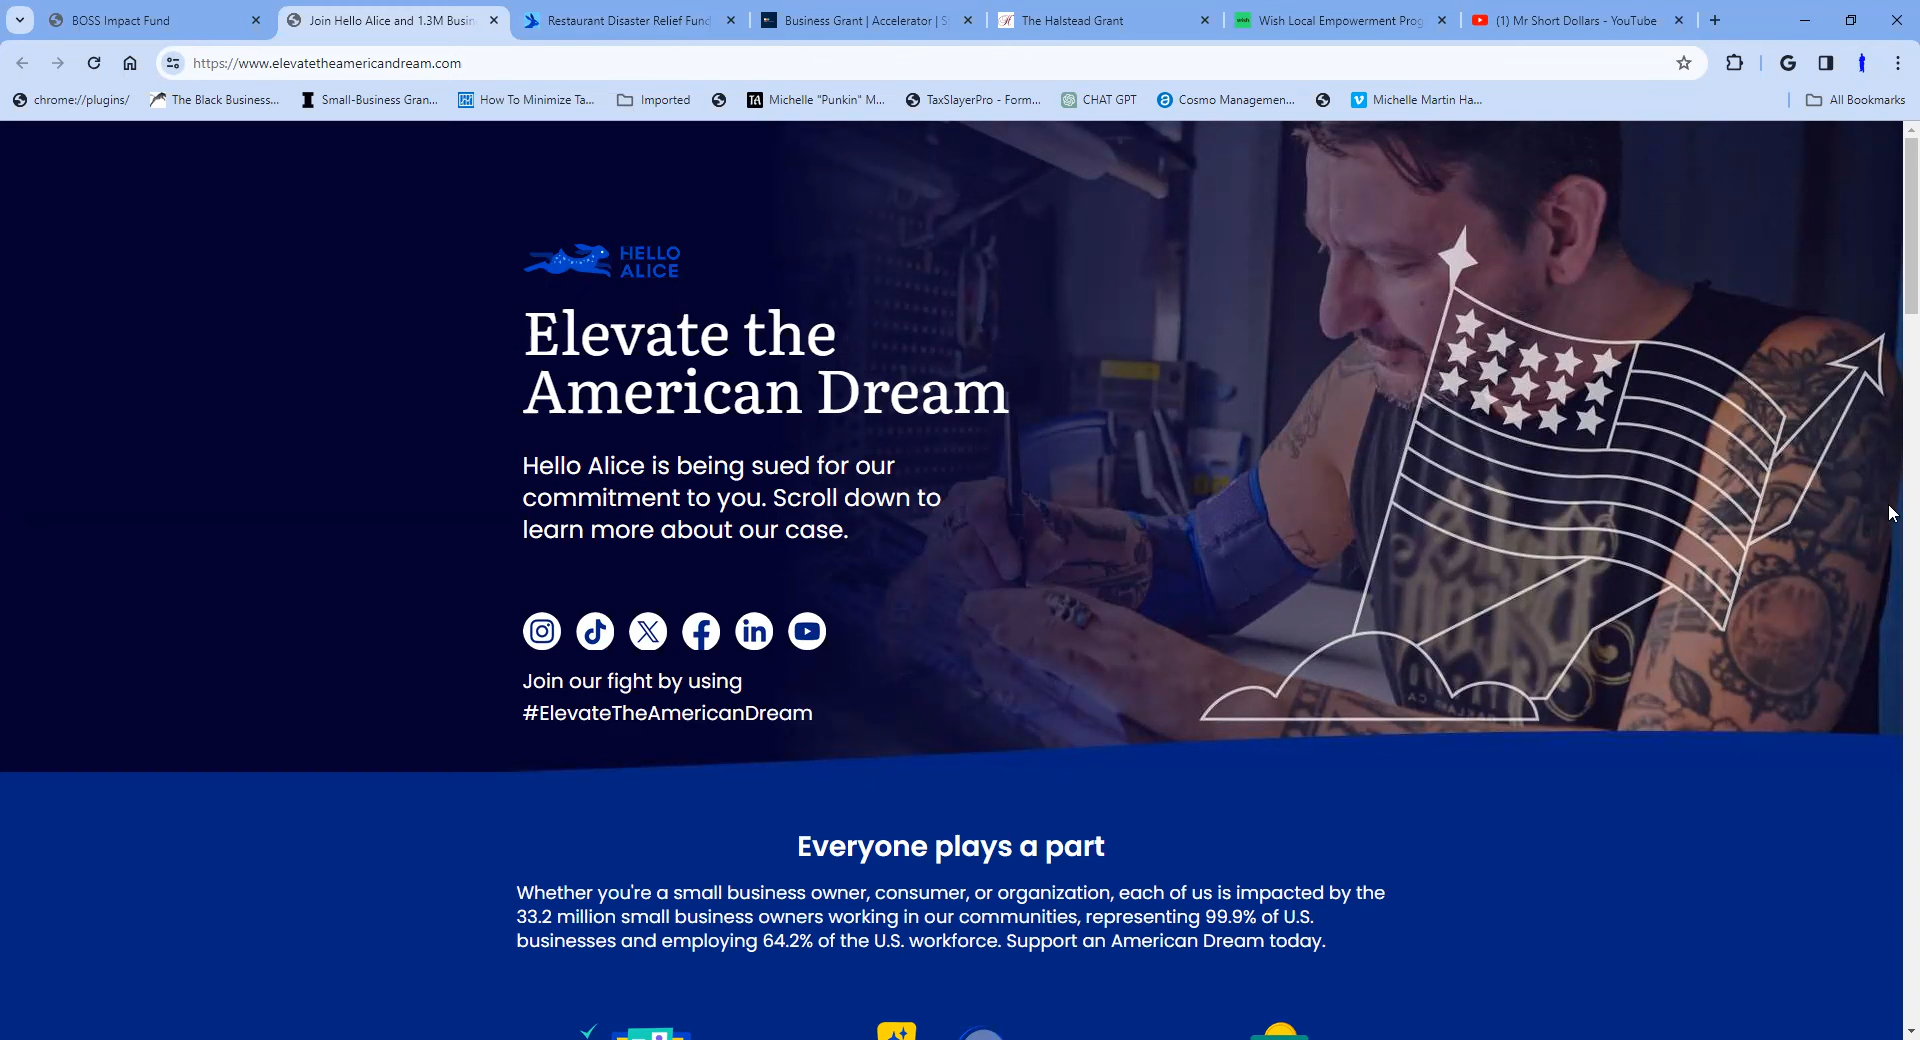 BOSS Impact Fund
Join Hello Alice and 1.3M Busin
Restaurant Disaster Relief Fund
Business Grant | Accelerator | S
The Halstead Grant
Wish Local Empowerment Prog
(1) Mr Short Dollars - YouTube
https://www.elevatetheamericandream.com
chrome://plugins/
The Black Business...
Small-Business Gran...
How To Minimize Ta...
Imported
Michelle "Punkin" M...
TaxSlayerPro - Form...
CHAT GPT
Cosmo Managemen...
Michelle Martin Ha...
All Bookmarks
HELLO
ALICE
Elevate the
American Dream
Hello Alice is being sued for our
commitment to you. Scroll down to
learn more about our case.
Join our fight by using
#ElevateTheAmericanDream
Everyone plays a part
Whether you're a small business owner, consumer, or organization, each of us is impacted by the
33.2 million small business owners working in our communities, representing 99.9% of U.S.
businesses and employing 64.2% of the U.S. workforce. Support an American Dream today.